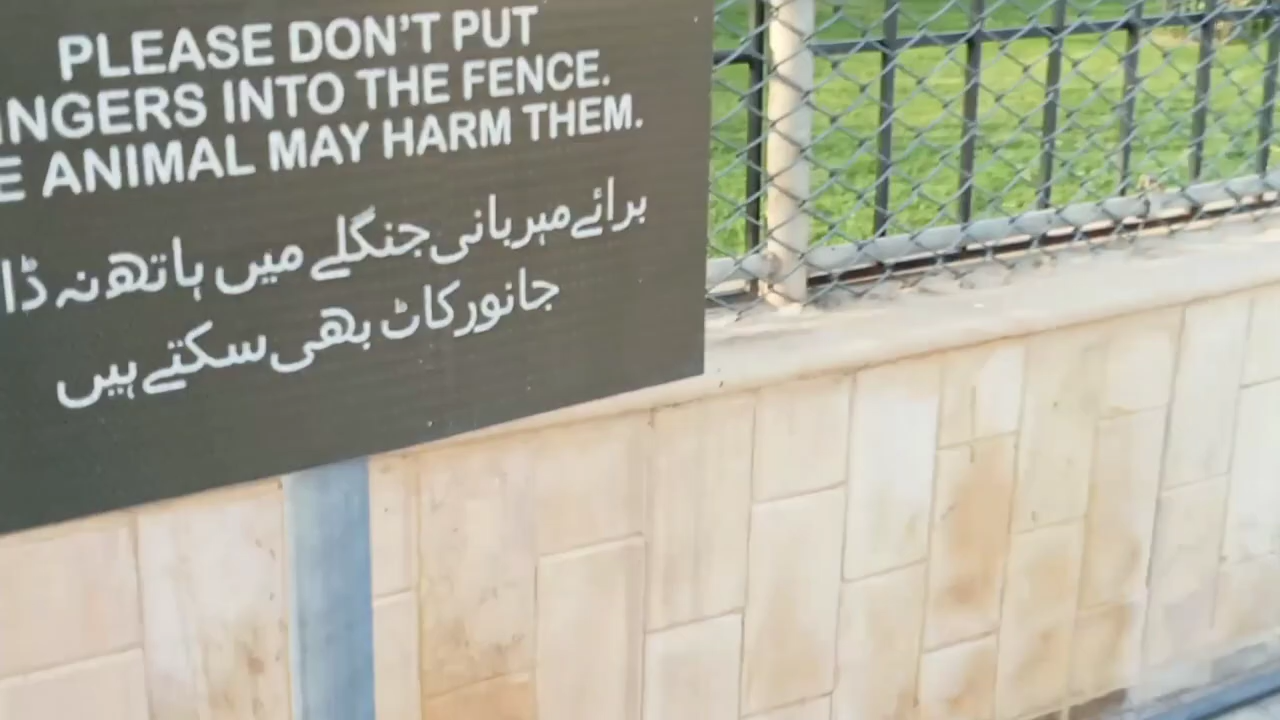 PLEASE DON'T PUT
INGERS INTO THE FENCE.
E ANIMAL MAY HARM THEM.
برائے مہربانی جنگلے میں ہاتھ نہ ڈا
جانور کاٹ بھی سکتے ہیں